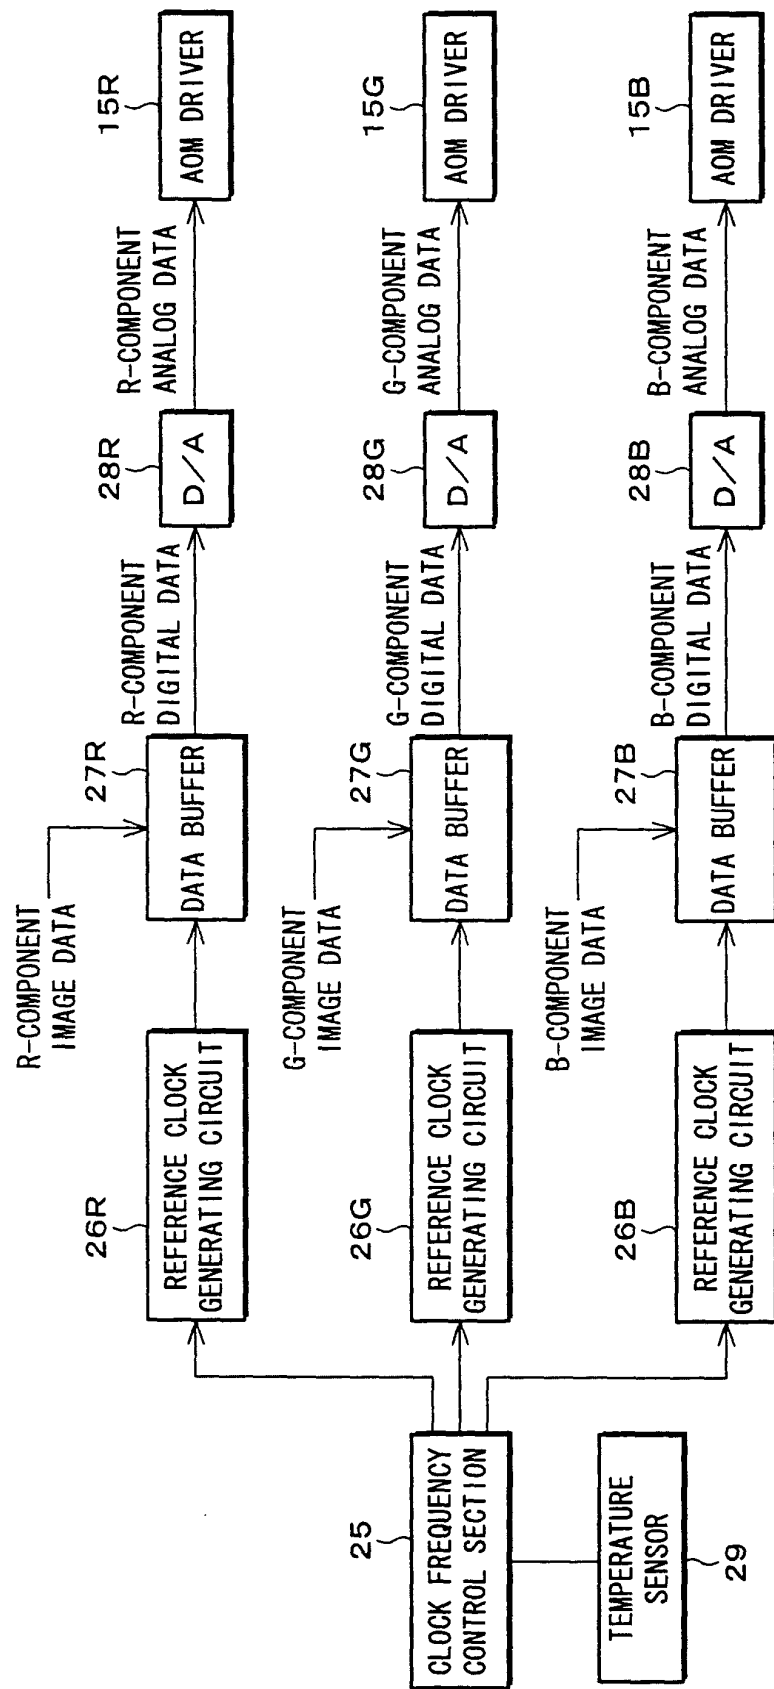 25
CLOCK FREQUENCY
CONTROL SECTION
TEMPERATURE
SENSOR
29
26R
REFERENCE CLOCK
GENERATING CIRCUIT
R-COMPONENT
IMAGE DATA
27R
DATA BUFFER
R-COMPONENT
DIGITAL DATA
28R
D/A
R-COMPONENT
ANALOG DATA
15R
AOM DRIVER
26G
REFERENCE CLOCK
GENERATING CIRCUIT
G-COMPONENT
IMAGE DATA
27G
DATA BUFFER
G-COMPONENT
DIGITAL DATA
28G
D/A
G-COMPONENT
ANALOG DATA
15G
AOM DRIVER
26B
REFERENCE CLOCK
GENERATING CIRCUIT
B-COMPONENT
IMAGE DATA
27B
DATA BUFFER
B-COMPONENT
DIGITAL DATA
28B
D/A
B-COMPONENT
ANALOG DATA
15B
AOM DRIVER